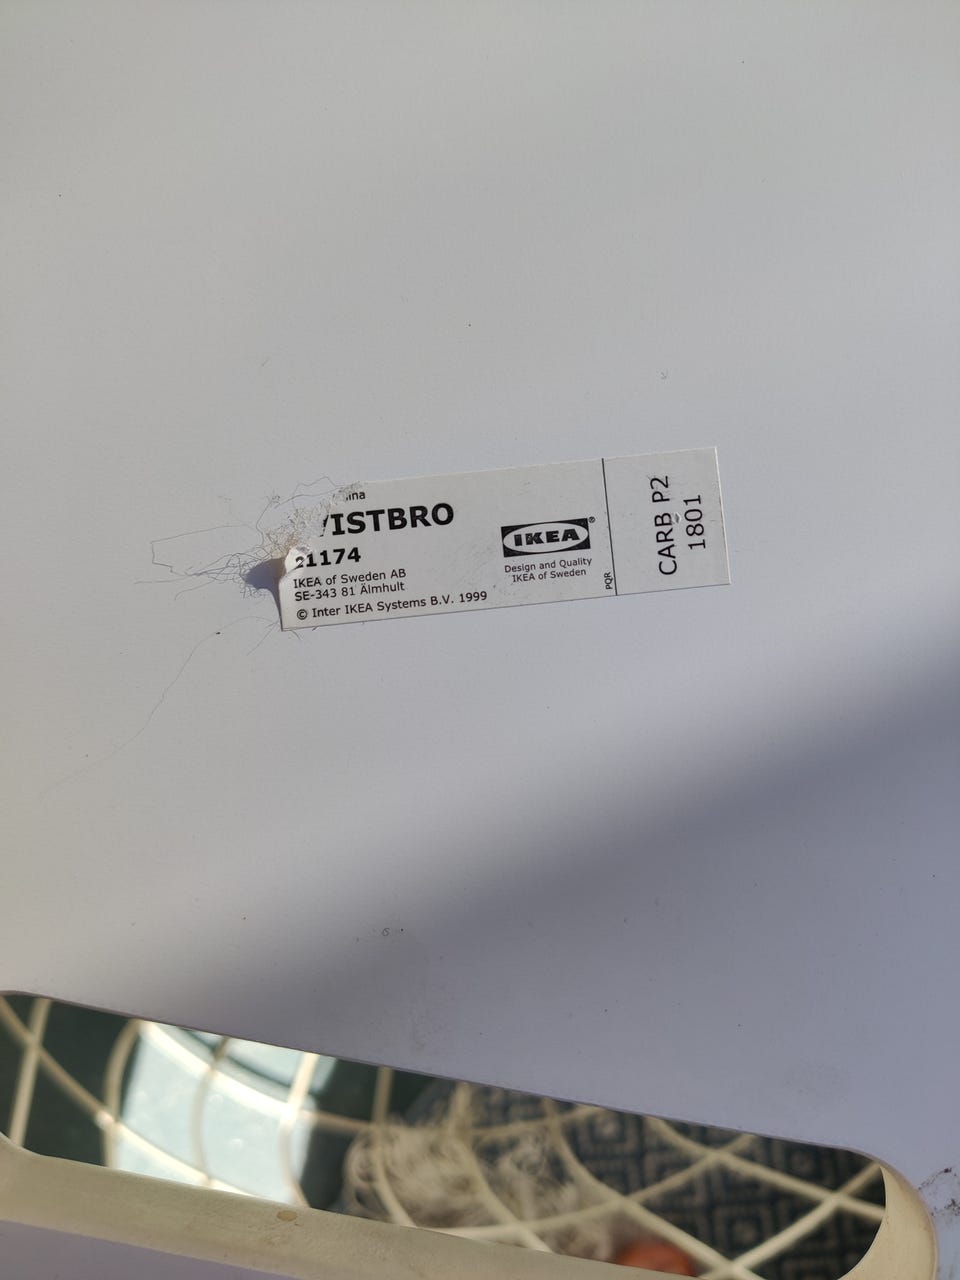 ISTBRO
1174
IKEA of Sweden AB
SE-343 81 Älmhult
© Inter IKEA Systems B.V. 1999
IKEA®
Design and Quality
IKEA of Sweden
PQR
CARB P2
1801